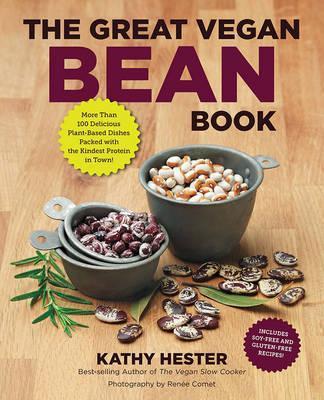 THE GREAT VEGAN
BEAN
BOOK
More Than
100 Delicious
Plant-Based Dishes
Packed with
the Kindest Protein
in Town!
INCLUDES
SOY-FREE AND
GLUTEN-FREE
RECIPES!
KATHY HESTER
Best-selling Author of The Vegan Slow Cooker
Photography by Renée Comet